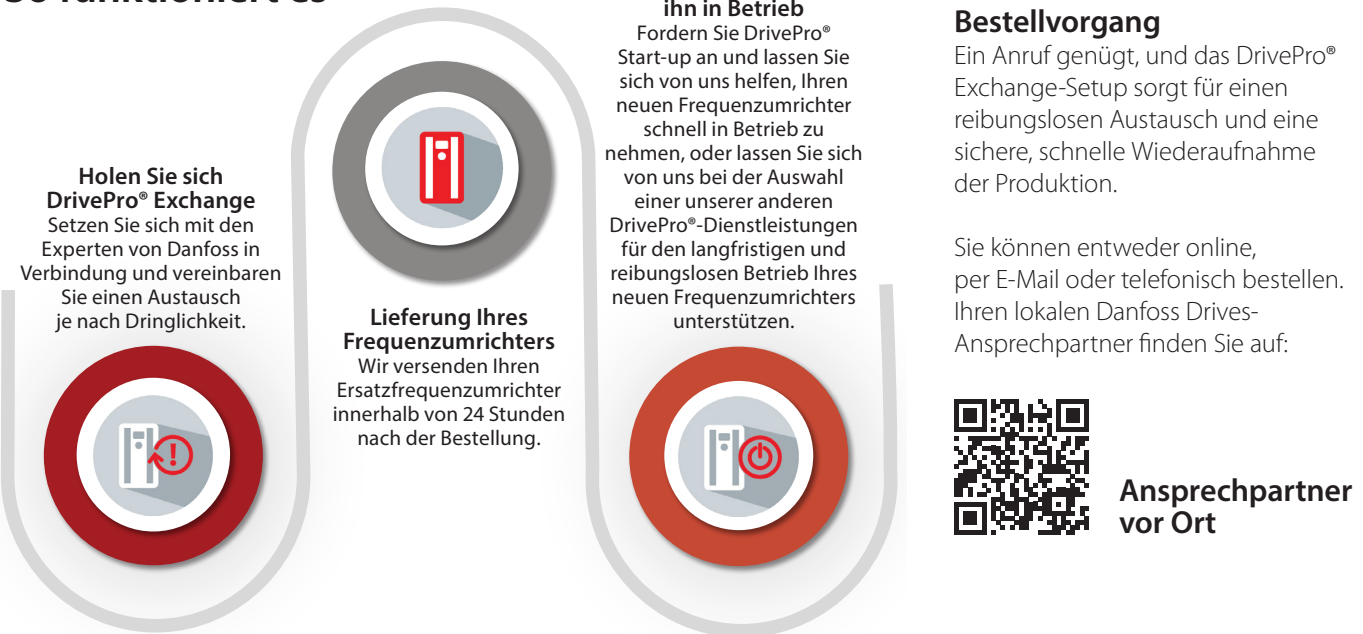 So funktioniert es
Holen Sie sich
DrivePro® Exchange
Setzen Sie sich mit den
Experten von Danfoss in
Verbindung und vereinbaren
Sie einen Austausch
je nach Dringlichkeit.
Lieferung Ihres
Frequenzumrichters
Wir versenden Ihren
Ersatzfrequenzumrichter
innerhalb von 24 Stunden
nach der Bestellung.
ihn in Betrieb
Fordern Sie DrivePro®
Start-up an und lassen Sie
sich von uns helfen, Ihren
neuen Frequenzumrichter
schnell in Betrieb zu
nehmen, oder lassen Sie sich
von uns bei der Auswahl
einer unserer anderen
DrivePro®-Dienstleistungen
für den langfristigen und
reibungslosen Betrieb Ihres
neuen Frequenzumrichters
unterstützen.
Bestellvorgang
Ein Anruf genügt, und das DrivePro®
Exchange-Setup sorgt für einen
reibungslosen Austausch und eine
sichere, schnelle Wiederaufnahme
der Produktion.
Sie können entweder online,
per E-Mail oder telefonisch bestellen.
Ihren lokalen Danfoss Drives-
Ansprechpartner finden Sie auf:
Ansprechpartner
vor Ort